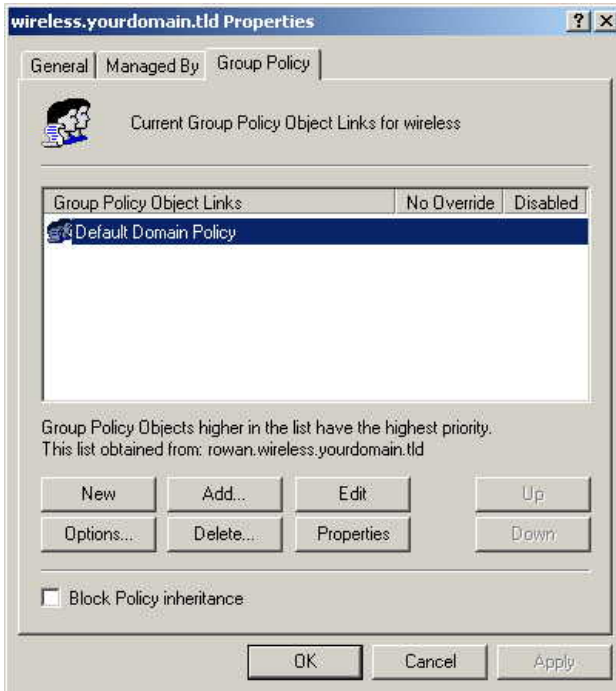 wireless.yourdomain.tld Properties
General Managed By Group Policy
Current Group Policy Object Links for wireless
Group Policy Object Links No Override Disabled
Default Domain Policy
Group Policy Objects higher in the list have the highest priority.
This list obtained from: rowan.wireless.yourdomain.tld
New Add... Edit Up
Options... Delete... Properties Down
Block Policy inheritance
OK Cancel Apply